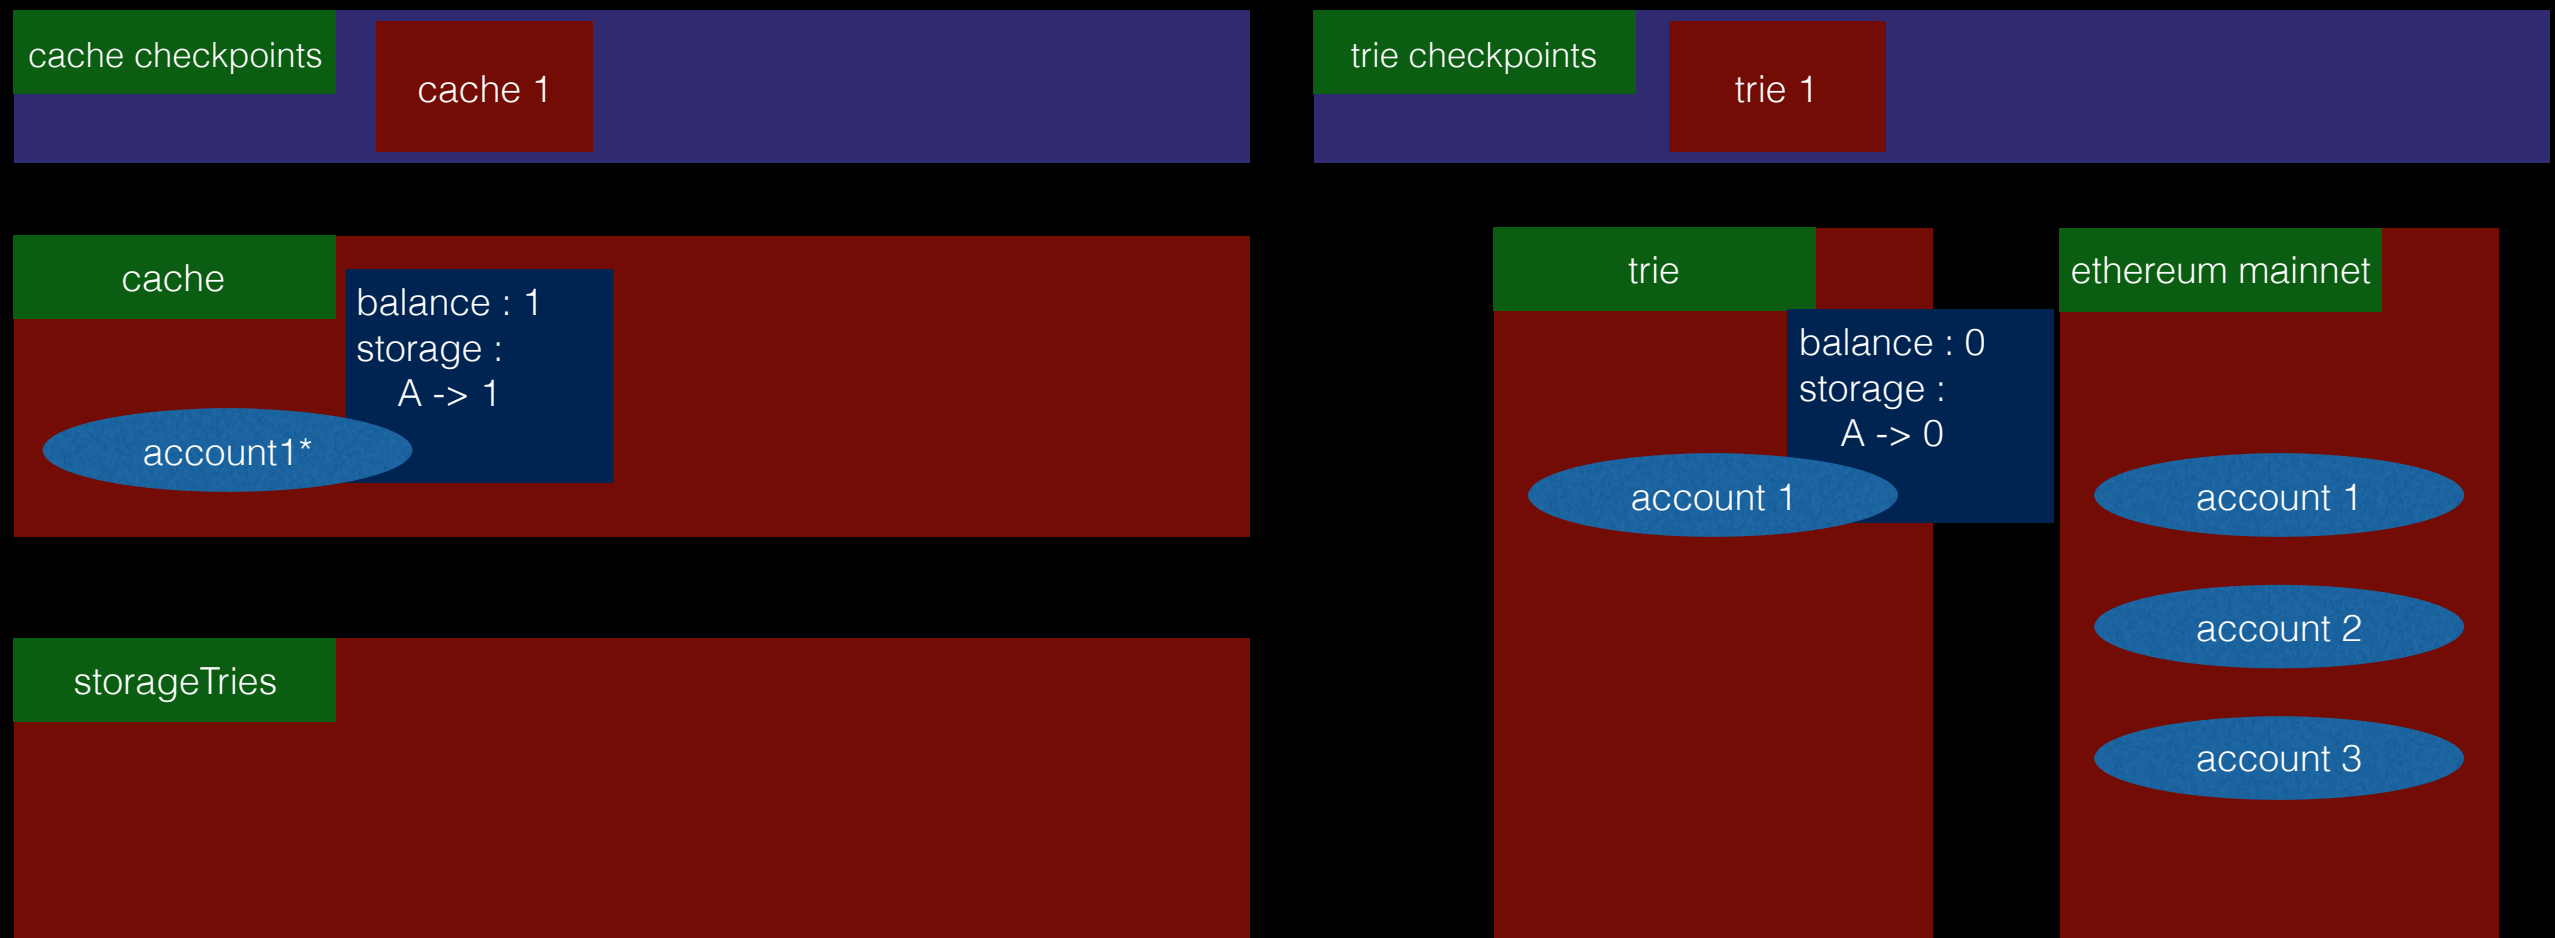 cache checkpoints
cache 1
trie checkpoints
trie 1
cache
balance : 1
storage :
A -> 1
account1*
trie
balance : 0
storage :
A -> 0
account 1
ethereum mainnet
account 1
account 2
account 3
storageTries